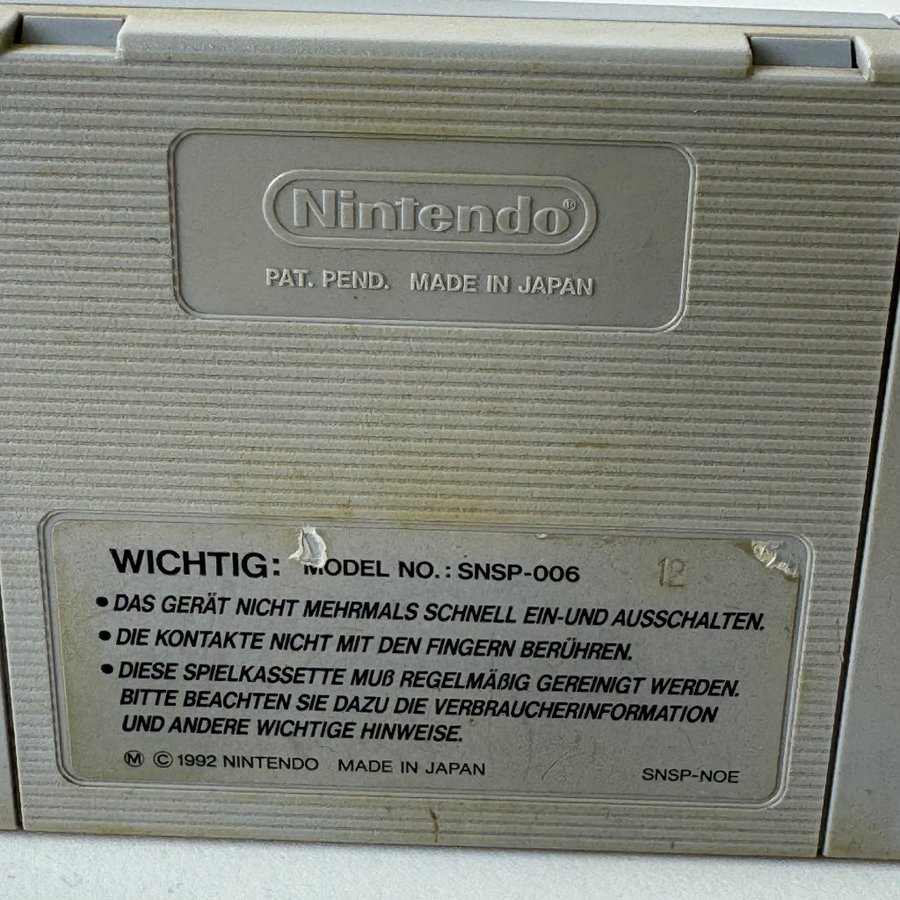 Nintendo®
PAT. PEND. MADE IN JAPAN
WICHTIG: MODEL NO.: SNSP-006 12
• DAS GERÄT NICHT MEHRMALS SCHNELL EIN-UND AUSSCHALTEN.
• DIE KONTAKTE NICHT MIT DEN FINGERN BERÜHREN.
• DIESE SPIELKASSETTE MUß REGELMÄßIG GEREINIGT WERDEN.
BITTE BEACHTEN SIE DAZU DIE VERBRAUCHERINFORMATION
UND ANDERE WICHTIGE HINWEISE.
Ⓜ © 1992 NINTENDO MADE IN JAPAN SNSP-NOE